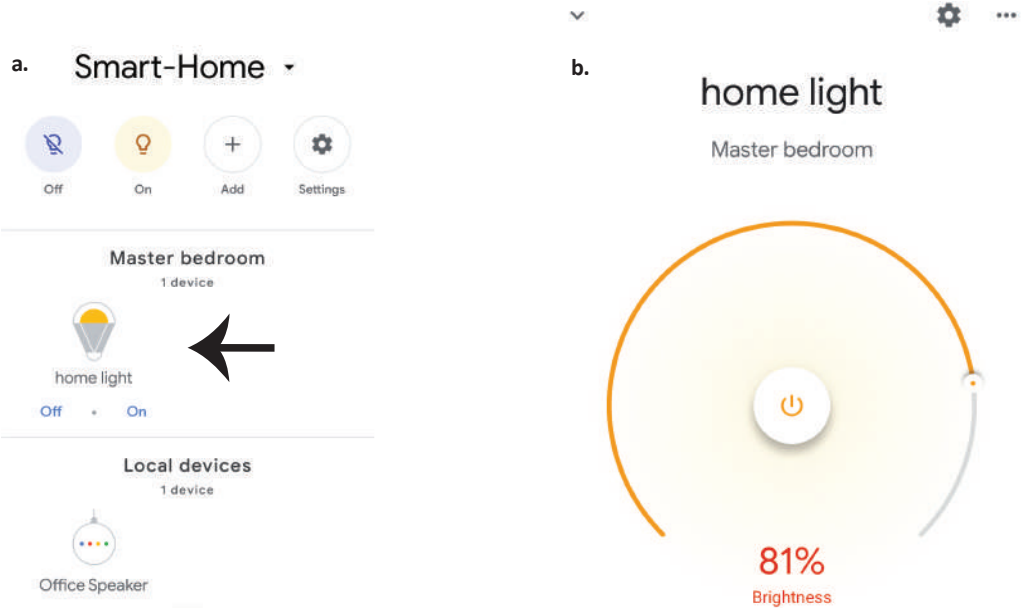 a.
Smart-Home
Off On Add Settings
Master bedroom
1 device
home light
Off • On
Local devices
1 device
Office Speaker
b.
home light
Master bedroom
81%
Brightness